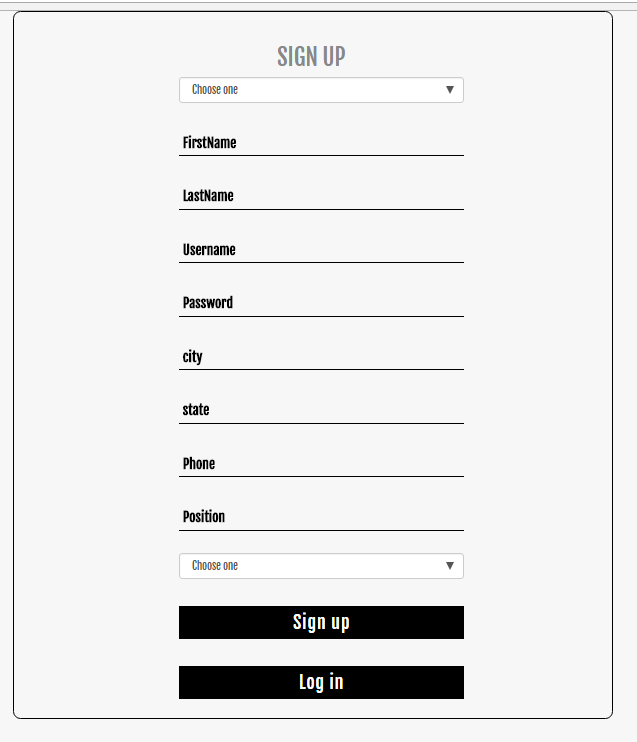 SIGN UP
Choose one
FirstName
LastName
Username
Password
city
state
Phone
Position
Choose one
Sign up
Log in